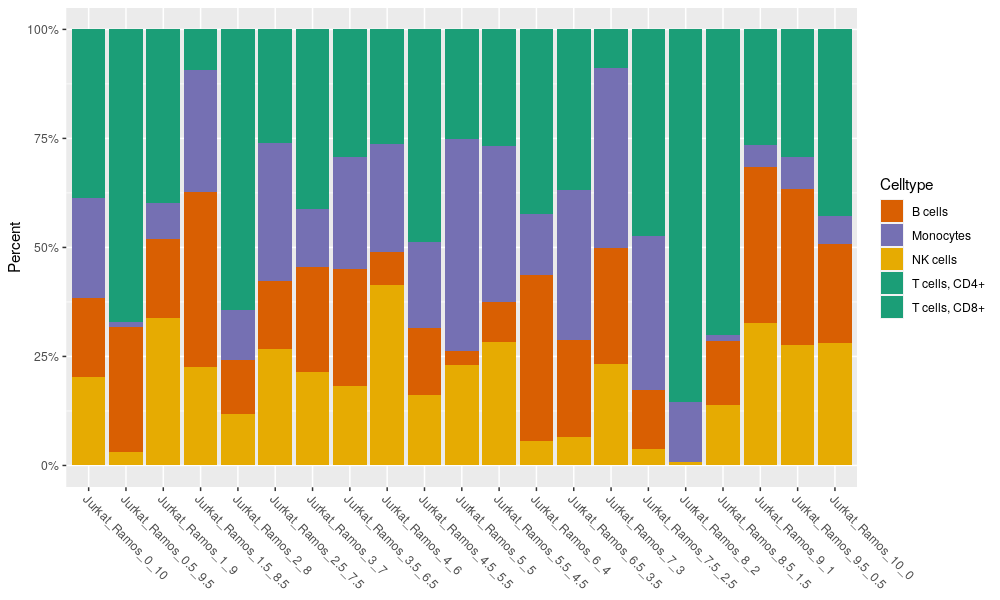 100%
75%
50%
25%
0%
Percent
Jurkat_Ramos_0_10
Jurkat_Ramos_0.5_9.5
Jurkat_Ramos_1_9
Jurkat_Ramos_1.5_8.5
Jurkat_Ramos_2_8
Jurkat_Ramos_2.5_7.5
Jurkat_Ramos_3_7
Jurkat_Ramos_3.5_6.5
Jurkat_Ramos_4_6
Jurkat_Ramos_4.5_5.5
Jurkat_Ramos_5_5
Jurkat_Ramos_5.5_4.5
Jurkat_Ramos_6_4
Jurkat_Ramos_6.5_3.5
Jurkat_Ramos_7_3
Jurkat_Ramos_7.5_2.5
Jurkat_Ramos_8_2
Jurkat_Ramos_8.5_1.5
Jurkat_Ramos_9_1
Jurkat_Ramos_9.5_0.5
Jurkat_Ramos_10_0
Celltype
B cells
Monocytes
NK cells
T cells, CD4+
T cells, CD8+